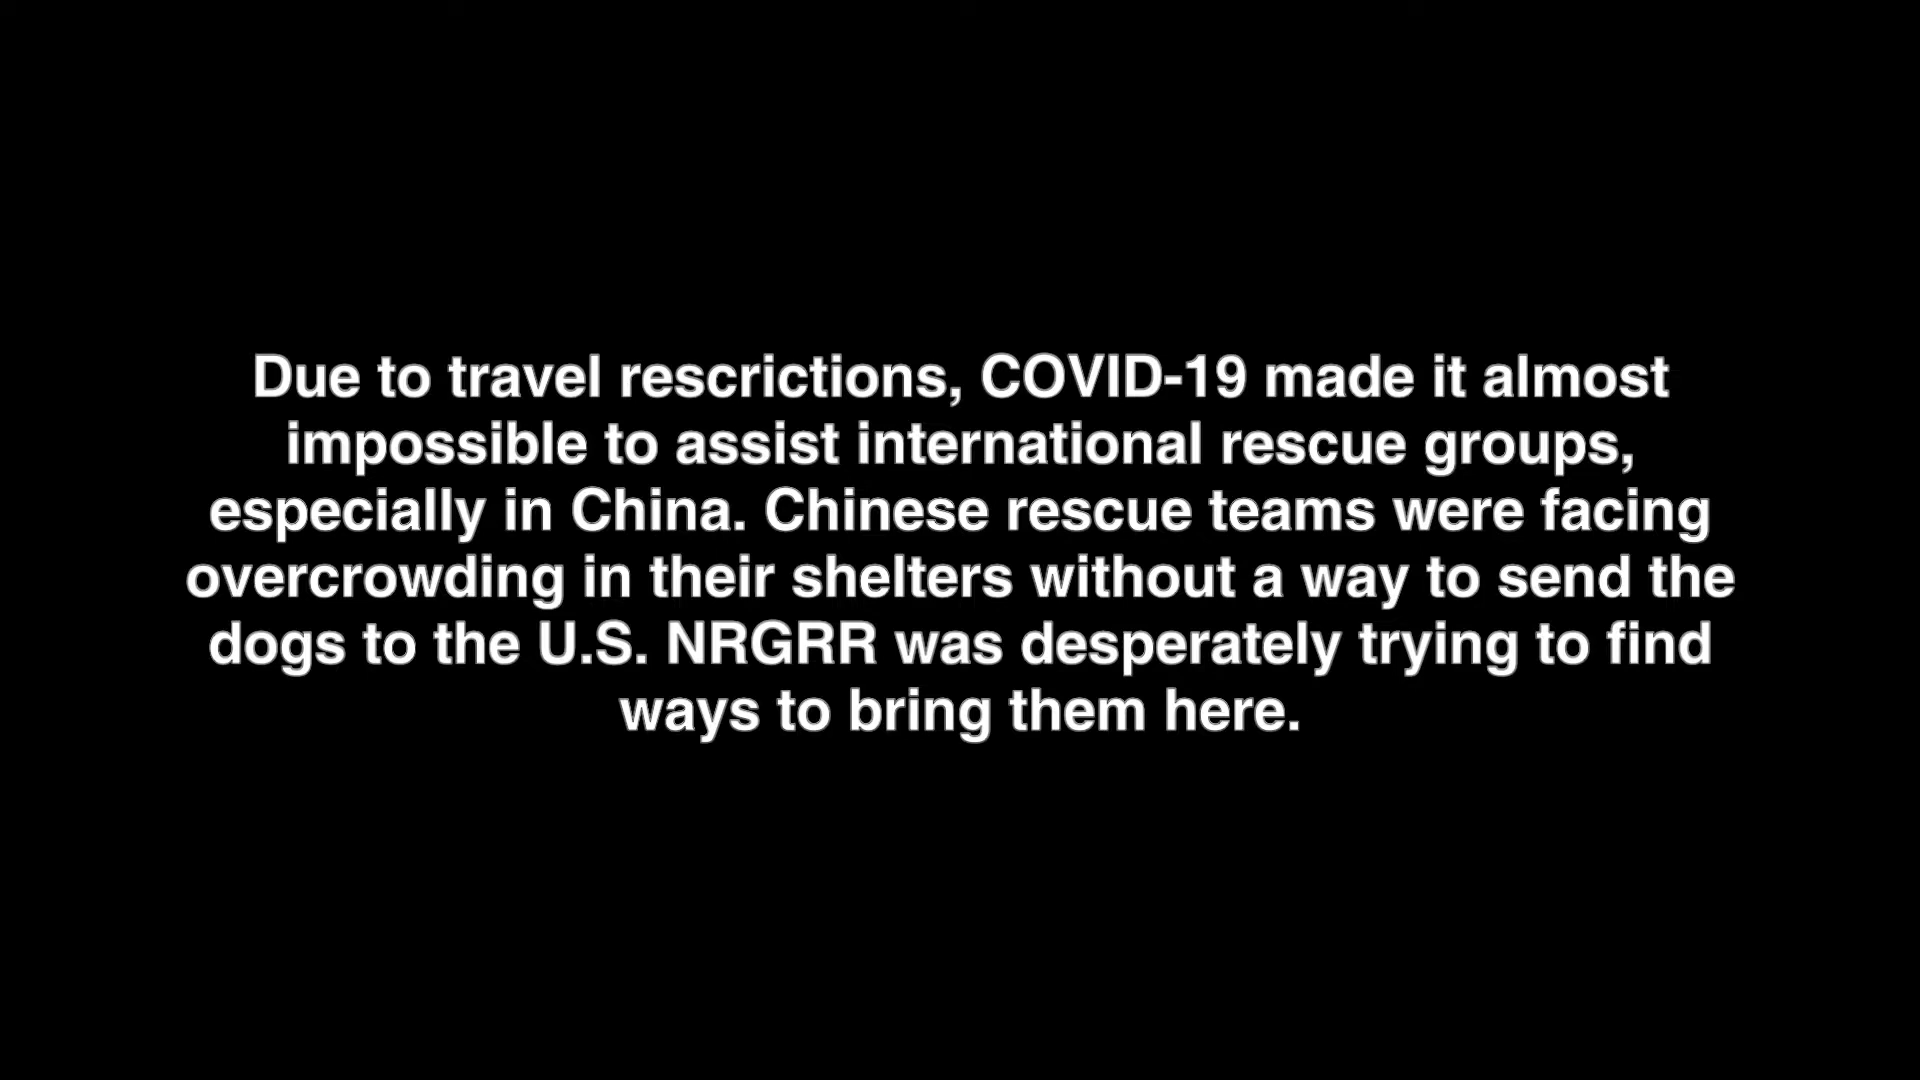 Due to travel rescrictions, COVID-19 made it almost
impossible to assist international rescue groups,
especially in China. Chinese rescue teams were facing
overcrowding in their shelters without a way to send the
dogs to the U.S. NRGRR was desperately trying to find
ways to bring them here.